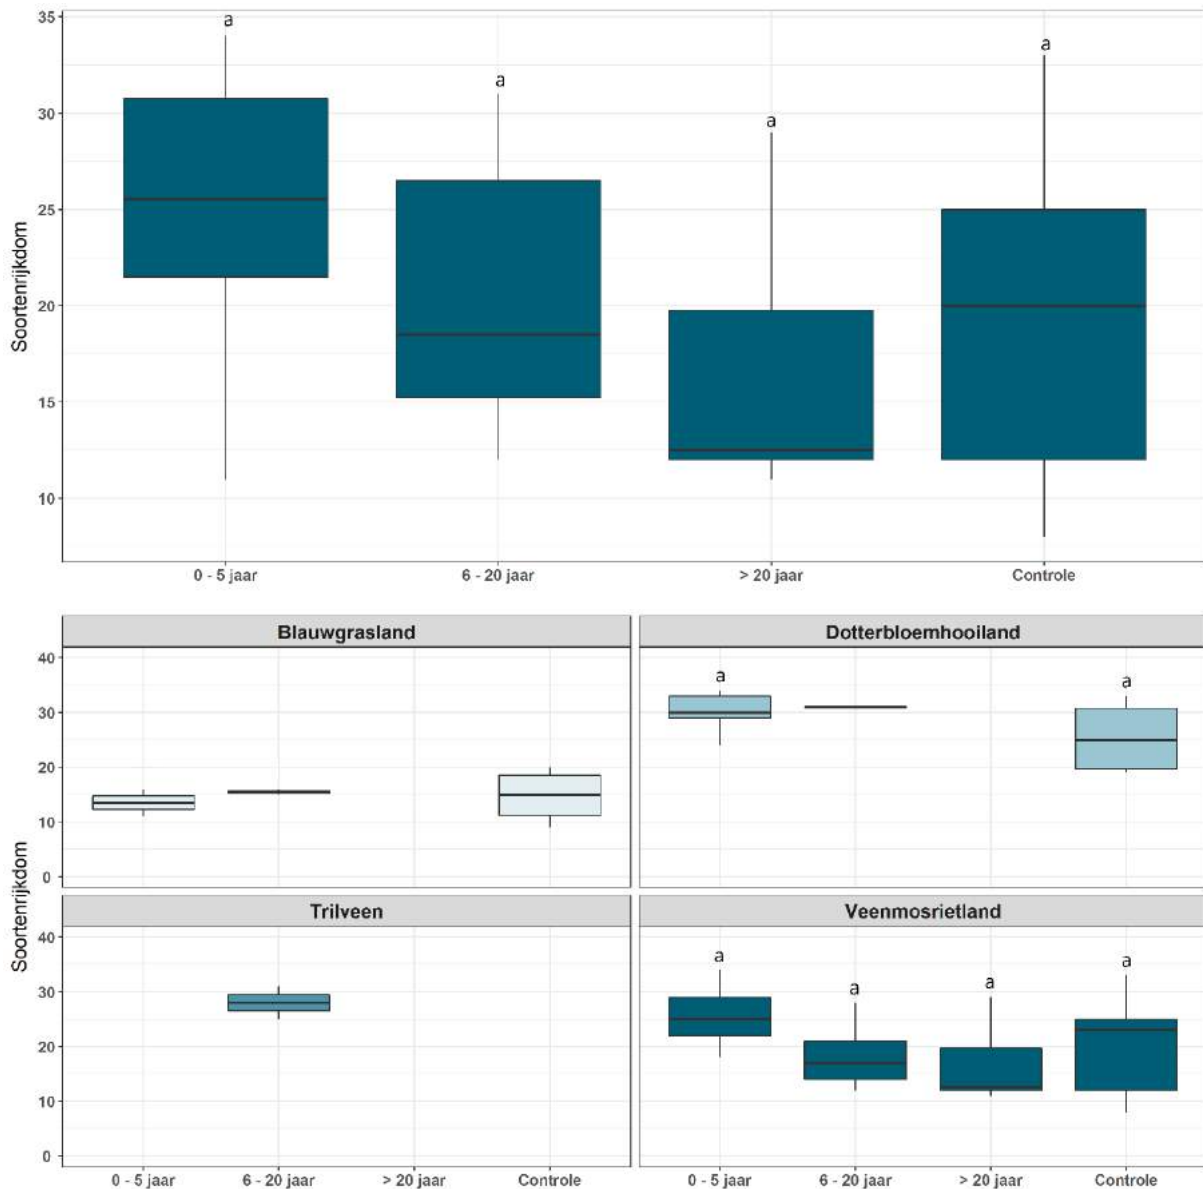 35
a
a
a
a
30
25
20
15
10
Soortenrijkdom
0 - 5 jaar 6 - 20 jaar > 20 jaar Controle
Blauwgrasland
40
30
20
10
0
Dotterbloemhooiland
a
a
Soortenrijkdom
Trilveen
40
30
20
10
0
Veenmosrietland
a
a
a
a
0 - 5 jaar 6 - 20 jaar > 20 jaar Controle
0 - 5 jaar 6 - 20 jaar > 20 jaar Controle